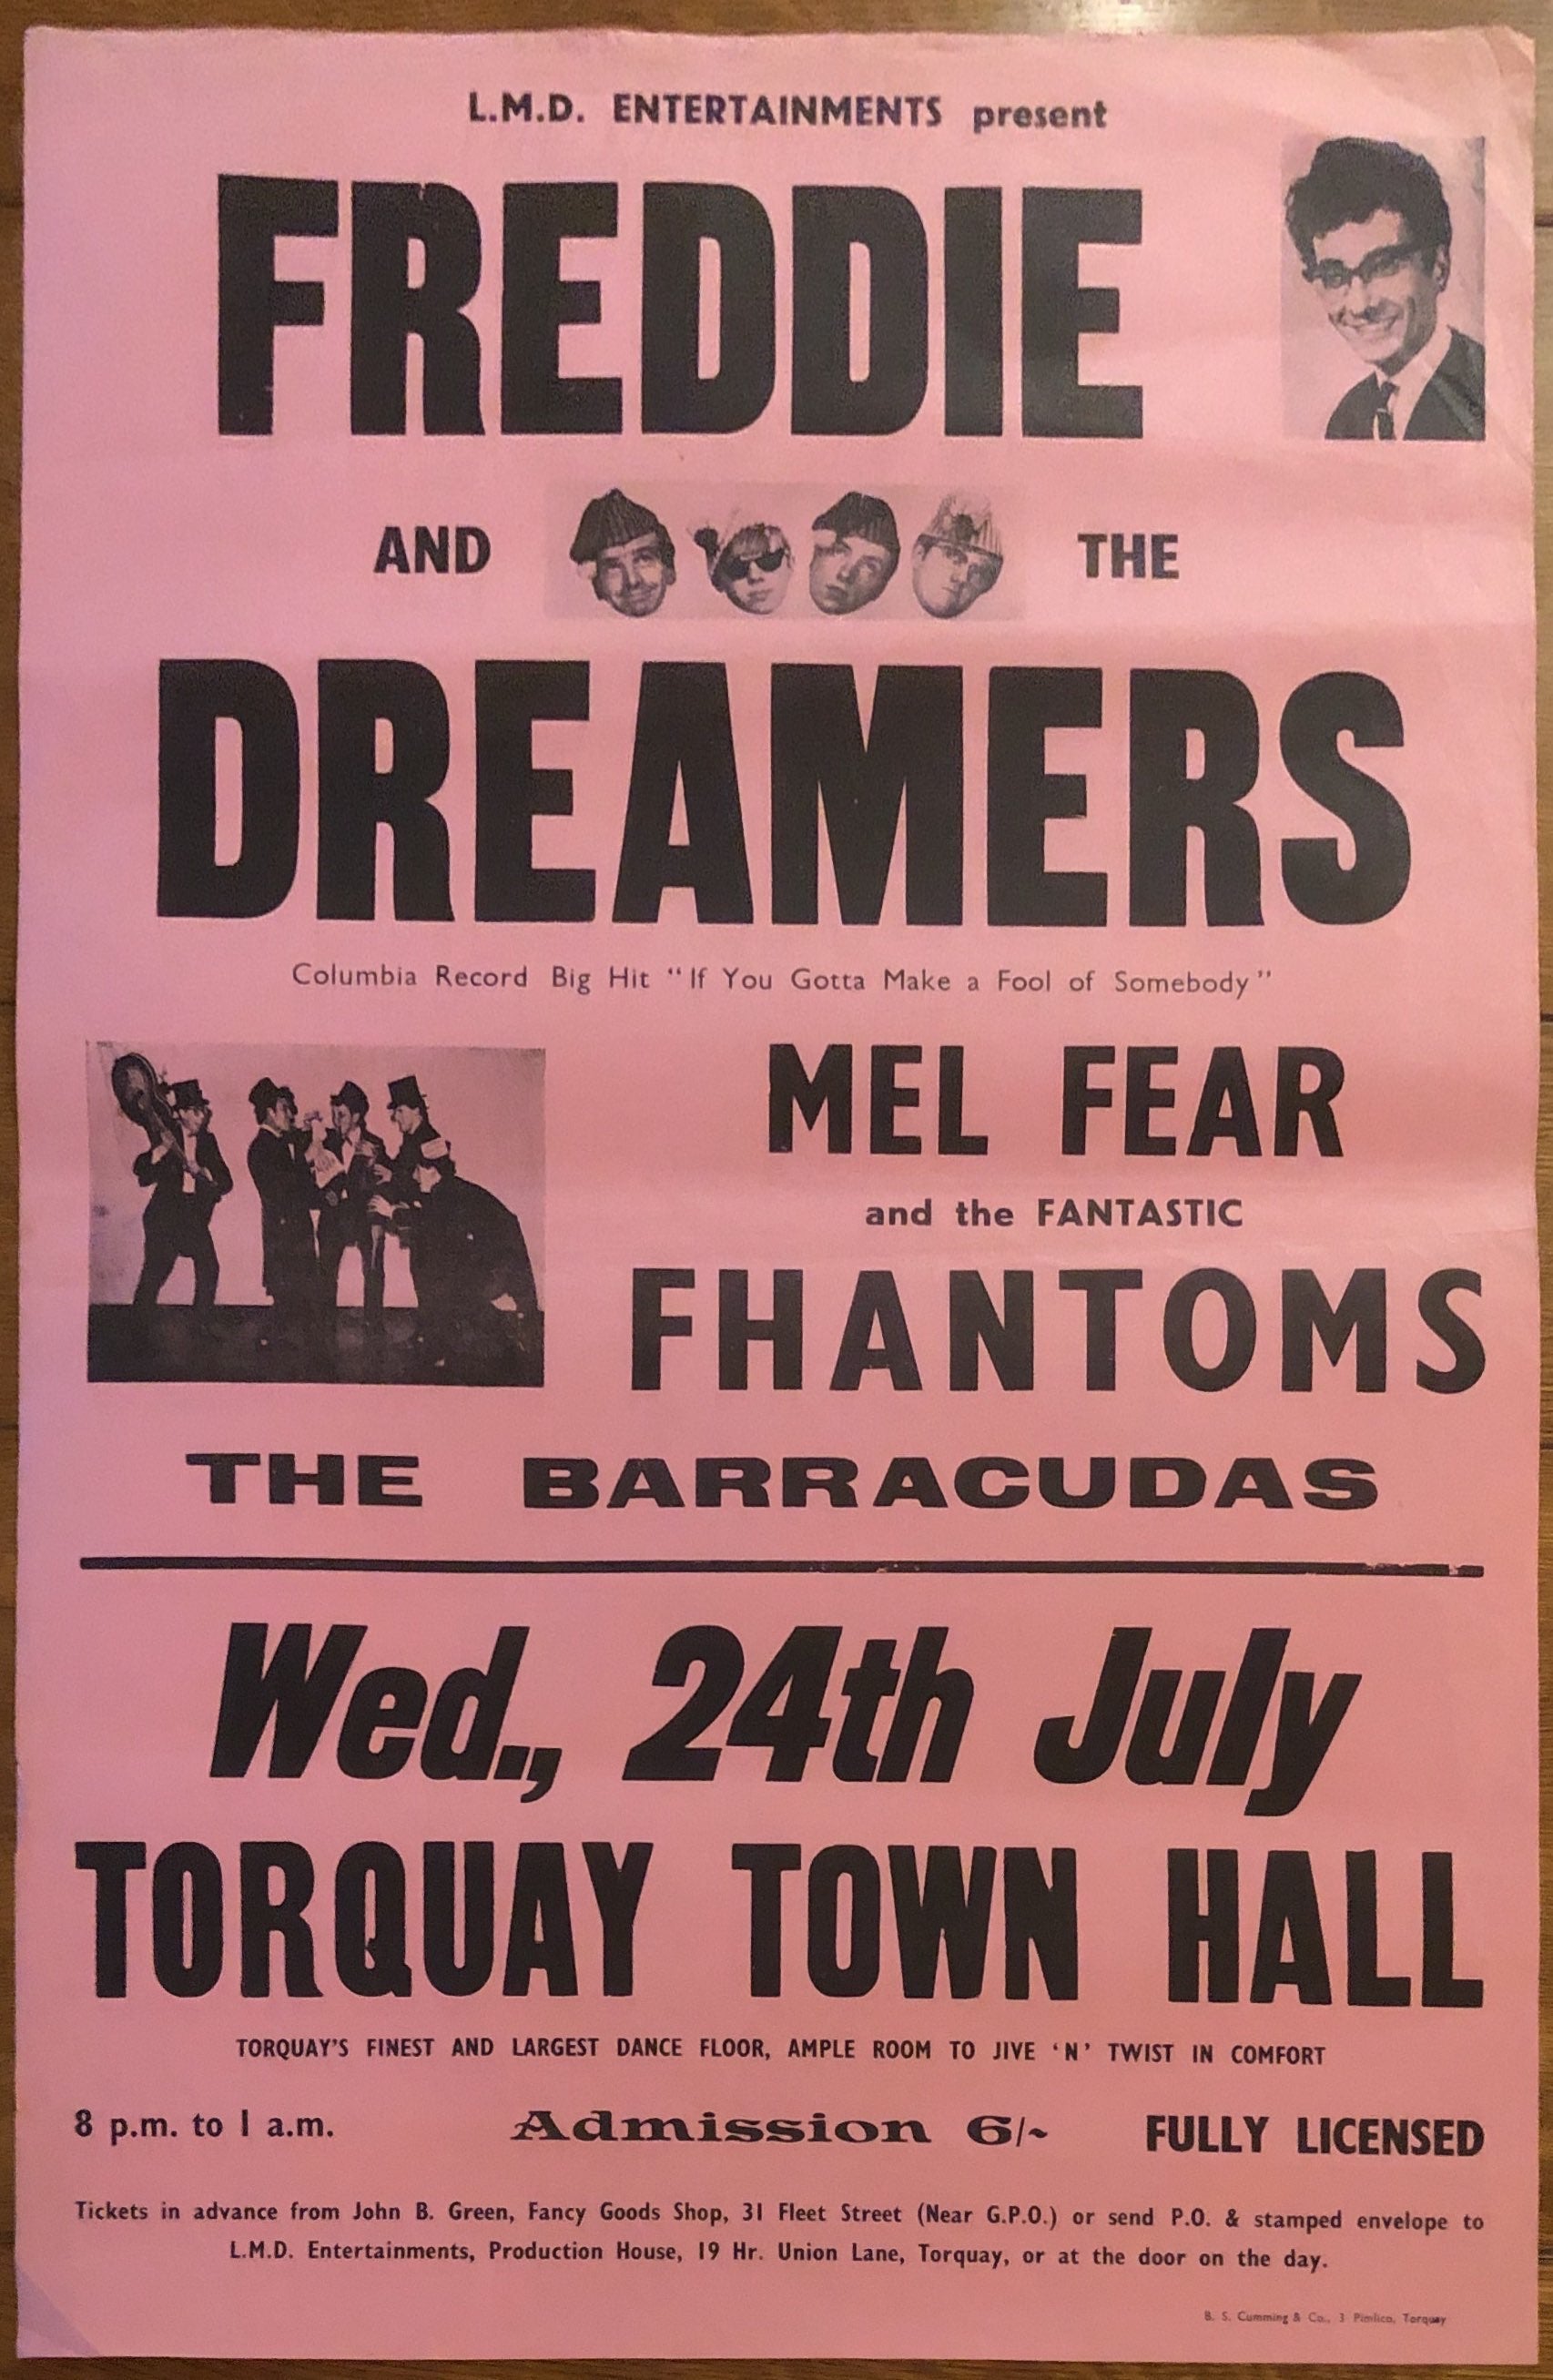 L.M.D. ENTERTAINMENTS present
FREDDIE
AND THE
DREAMERS
Columbia Record Big Hit "If You Gotta Make a Fool of Somebody"
MEL FEAR
and the FANTASTIC
FHANTOMS
THE BARRACUDAS
Wed., 24th July
TORQUAY TOWN HALL
TORQUAY'S FINEST AND LARGEST DANCE FLOOR, AMPLE ROOM TO JIVE 'N' TWIST IN COMFORT
8 p.m. to 1 a.m. Admission 6/- FULLY LICENSED
Tickets in advance from John B. Green, Fancy Goods Shop, 31 Fleet Street (Near G.P.O.) or send P.O. & stamped envelope to
L.M.D. Entertainments, Production House, 19 Hr. Union Lane, Torquay, or at the door on the day.
B. S. Cumming & Co., 3 Pimlico, Torquay